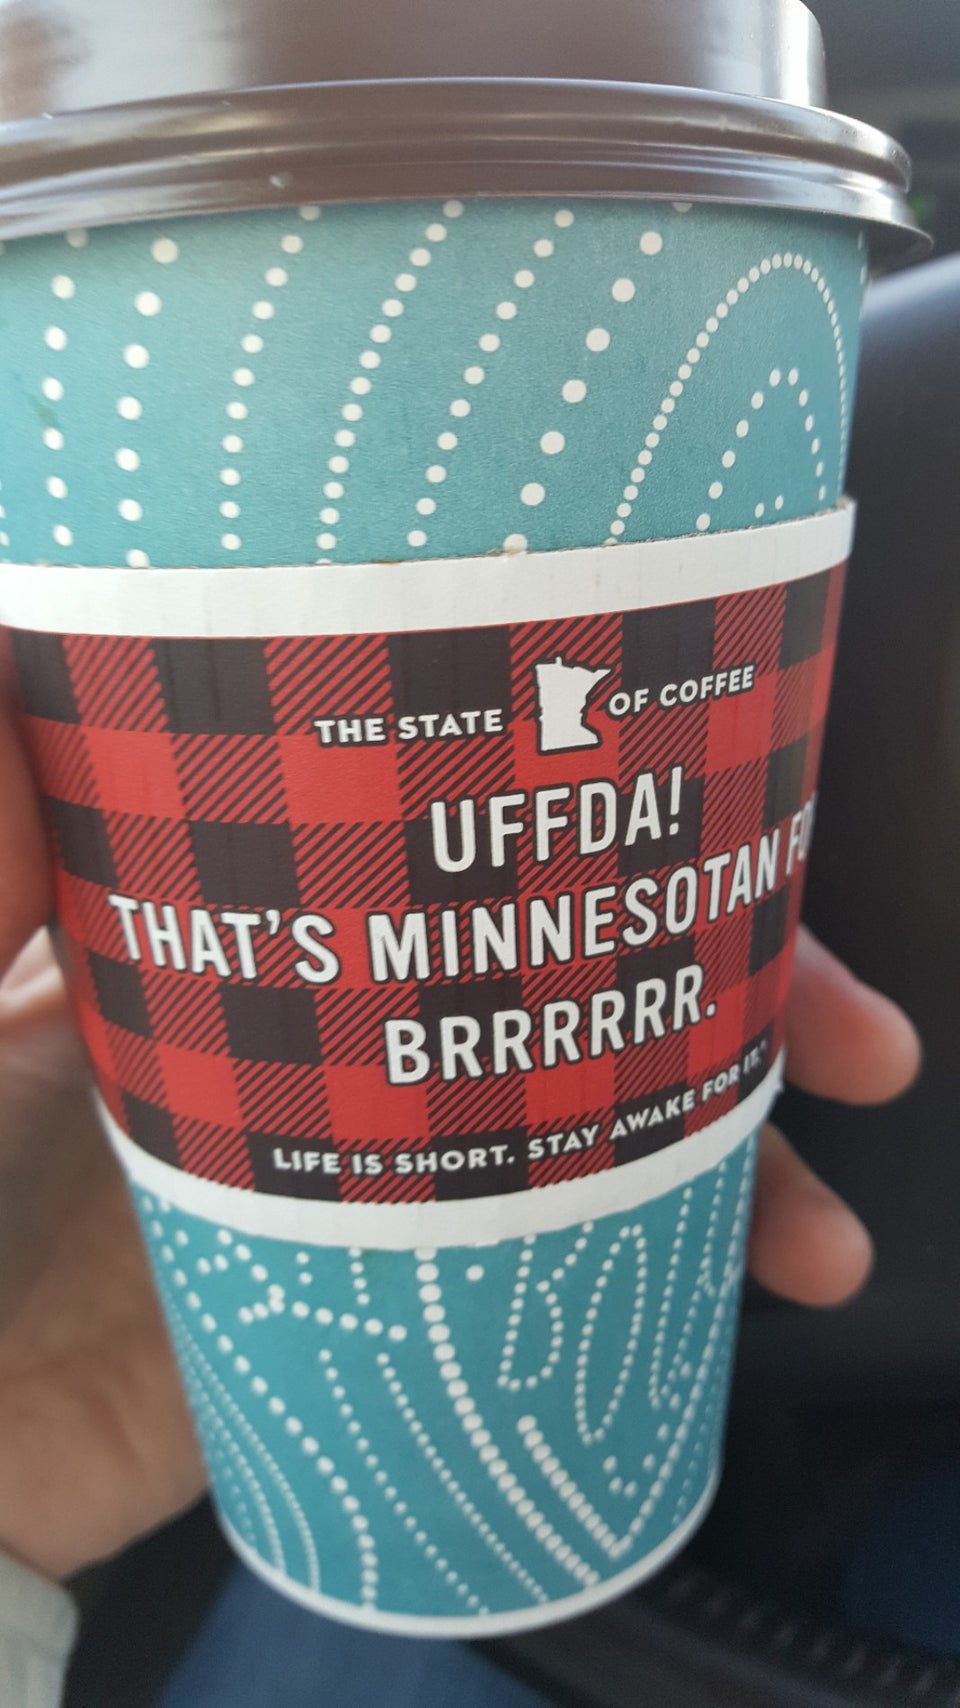 THE STATE OF COFFEE
UFFDA!
THAT'S MINNESOTAN
BRRRRRR.
LIFE IS SHORT. STAY AWAKE FOR IT.